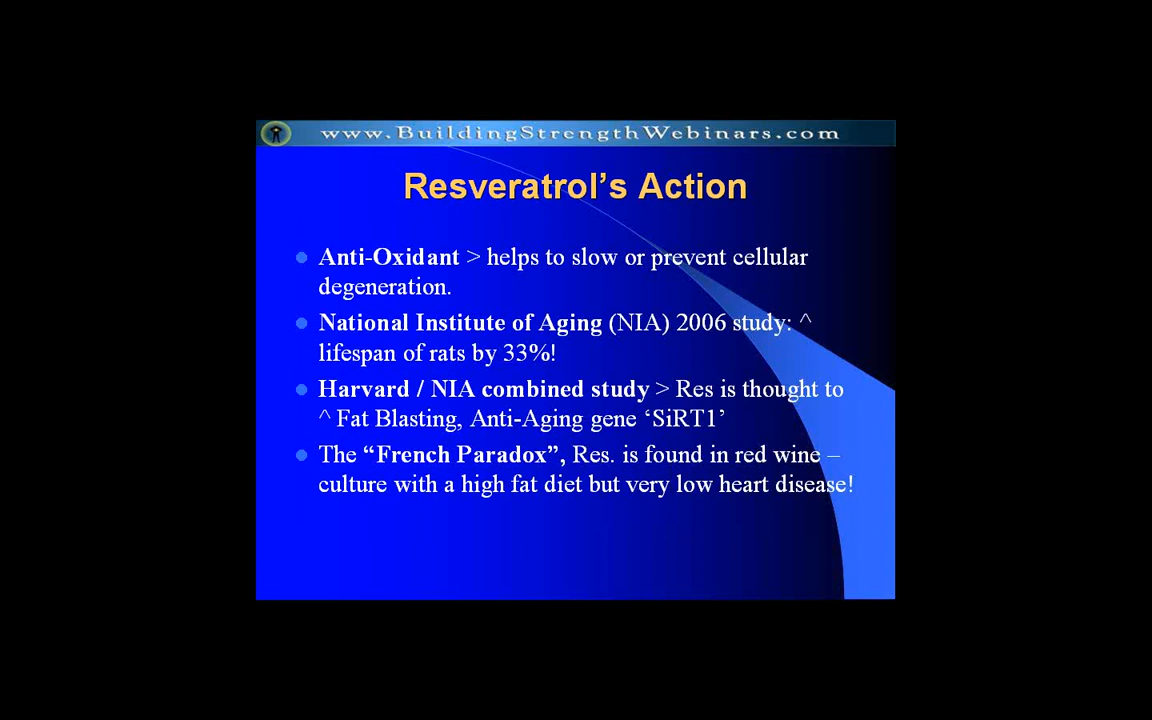 www.BuildingStrengthWebinars.com
Resveratrol’s Action
Anti-Oxidant > helps to slow or prevent cellular
degeneration.
National Institute of Aging (NIA) 2006 study: ^
lifespan of rats by 33%!
Harvard / NIA combined study > Res is thought to
^ Fat Blasting, Anti-Aging gene ‘SiRT1’
The “French Paradox”, Res. is found in red wine –
culture with a high fat diet but very low heart disease!